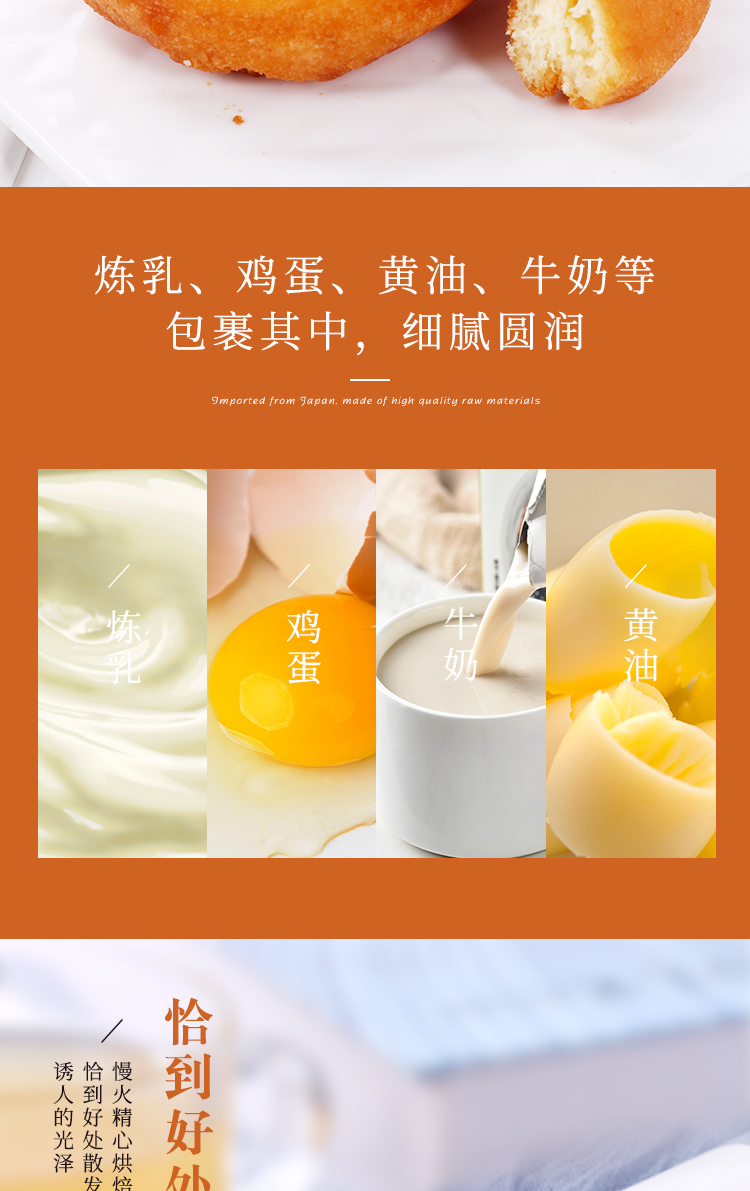 炼乳、鸡蛋、黄油、牛奶等
包裹其中，细腻圆润
Imported from Japan, made of high quality raw materials
炼乳
鸡蛋
牛奶
黄油
恰到好处
慢火精心烘焙
恰到好处散发
诱人的光泽